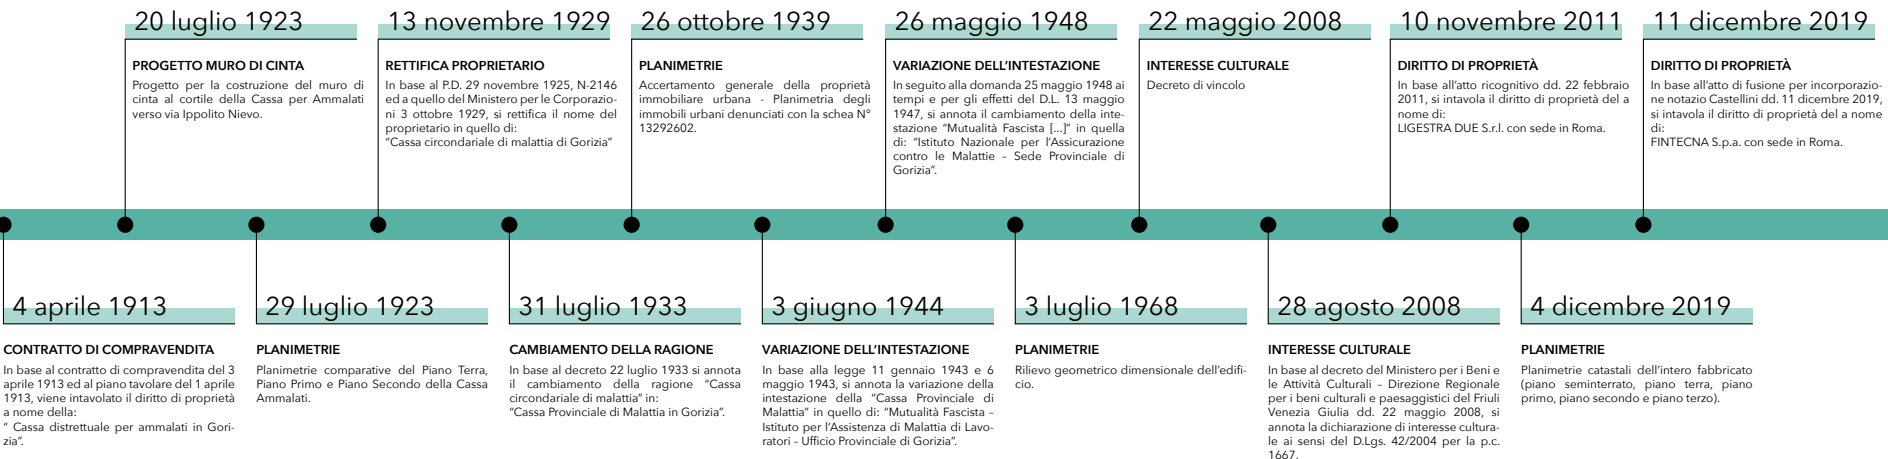 20 luglio 1923
PROGETTO MURO DI CINTA
Progetto per la costruzione del muro di
cinta al cortile della Cassa per Ammalati
verso via Ippolito Nievo.
13 novembre 1929
RETTIFICA PROPRIETARIO
In base al P.D. 29 novembre 1925, N-2146
ed a quello del Ministero per le Corporazio-
ni 3 ottobre 1929, si rettifica il nome del
proprietario in quello di:
“Cassa circondariale di malattia di Gorizia”
26 ottobre 1939
PLANIMETRIE
Accertamento generale della proprietà
immobiliare urbana - Planimetria degli
immobili urbani denunciati con la schea N°
13292602.
26 maggio 1948
VARIAZIONE DELL’INTESTAZIONE
In seguito alla domanda 25 maggio 1948 ai
tempi e per gli effetti del D.L. 13 maggio
1947, si annota il cambiamento della inte-
stazione “Mutualità Fascista [...]” in quella
di: “Istituto Nazionale per l’Assicurazione
contro le Malattie – Sede Provinciale di
Gorizia”.
22 maggio 2008
INTERESSE CULTURALE
Decreto di vincolo
10 novembre 2011
DIRITTO DI PROPRIETÀ
In base all’atto ricognitivo dd. 22 febbraio
2011, si intavola il diritto di proprietà del a
nome di:
LIGESTRA DUE S.r.l. con sede in Roma.
11 dicembre 2019
DIRITTO DI PROPRIETÀ
In base all’atto di fusione per incorporazio-
ne notazio Castellini dd. 11 dicembre 2019,
si intavola il diritto di proprietà del a nome
di:
FINTECNA S.p.a. con sede in Roma.
4 aprile 1913
CONTRATTO DI COMPRAVENDITA
In base al contratto di compravendita del 3
aprile 1913 ed al piano tavolare del 1 aprile
1913, viene intavolato il diritto di proprietà
a nome della:
“ Cassa distrettuale per ammalati in Gori-
zia”.
29 luglio 1923
PLANIMETRIE
Planimetrie comparative del Piano Terra,
Piano Primo e Piano Secondo della Cassa
Ammalati.
31 luglio 1933
CAMBIAMENTO DELLA RAGIONE
In base al decreto 22 luglio 1933 si annota
il cambiamento della ragione “Cassa
circondariale di malattia” in:
“Cassa Provinciale di Malattia in Gorizia”.
3 giugno 1944
VARIAZIONE DELL’INTESTAZIONE
In base alla legge 11 gennaio 1943 e 6
maggio 1943, si annota la variazione della
intestazione della “Cassa Provinciale di
Malattia” in quello di: “Mutualità Fascista –
Istituto per l’Assistenza di Malattia di Lavo-
ratori – Ufficio Provinciale di Gorizia”.
3 luglio 1968
PLANIMETRIE
Rilievo geometrico dimensionale dell’edifi-
cio.
28 agosto 2008
INTERESSE CULTURALE
In base al decreto del Ministero per i Beni e
le Attività Culturali – Direzione Regionale
per i beni culturali e paesaggistici del Friuli
Venezia Giulia dd. 22 maggio 2008, si
annota la dichiarazione di interesse cultura-
le ai sensi del D.Lgs. 42/2004 per la p.c.
1667.
4 dicembre 2019
PLANIMETRIE
Planimetrie catastali dell’intero fabbricato
(piano seminterrato, piano terra, piano
primo, piano secondo e piano terzo).